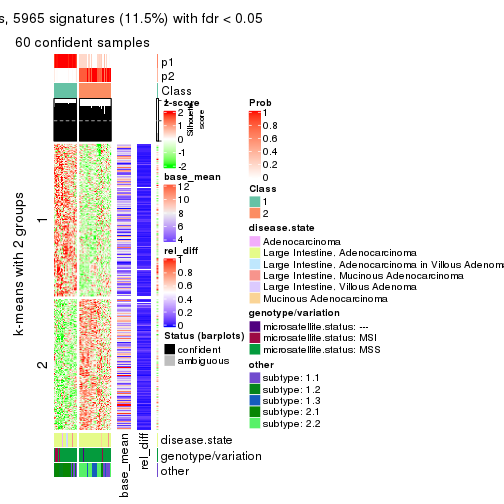 s, 5965 signatures (11.5%) with fdr < 0.05
60 confident samples
p1
p2
Class
z-score
2
1
0
-1
-2
Silhouette
score
base_mean
12
10
8
6
4
rel_diff
1
0.8
0.6
0.4
0.2
0
Status (barplots)
confident
ambiguous
Prob
1
0.8
0.6
0.4
0.2
0
Class
1
2
disease.state
Adenocarcinoma
Large Intestine. Adenocarcinoma
Large Intestine. Adenocarcinoma in Villous Adenom
Large Intestine. Mucinous Adenocarcinoma
Large Intestine. Villous Adenoma
Mucinous Adenocarcinoma
genotype/variation
microsatellite.status: ---
microsatellite.status: MSI
microsatellite.status: MSS
other
subtype: 1.1
subtype: 1.2
subtype: 1.3
subtype: 2.1
subtype: 2.2
k-means with 2 groups
1
2
disease.state
genotype/variation
other
base_mean
rel_diff